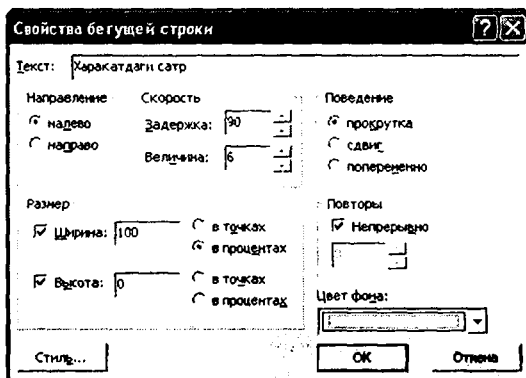 Свойства бегущей строки
Текст: Харакатдаги сатр
Направление
налево
направо
Скорость
Задержка: 90
Величина: 6
Поведение
прокрутка
сдвиг
попеременно
Размер
Ширина: 100
в точках
в процентах
Высота: 0
в точках
в процентах
Повторы
Непрерывно
Цвет фона:
Стиль...
ОК
Отмена